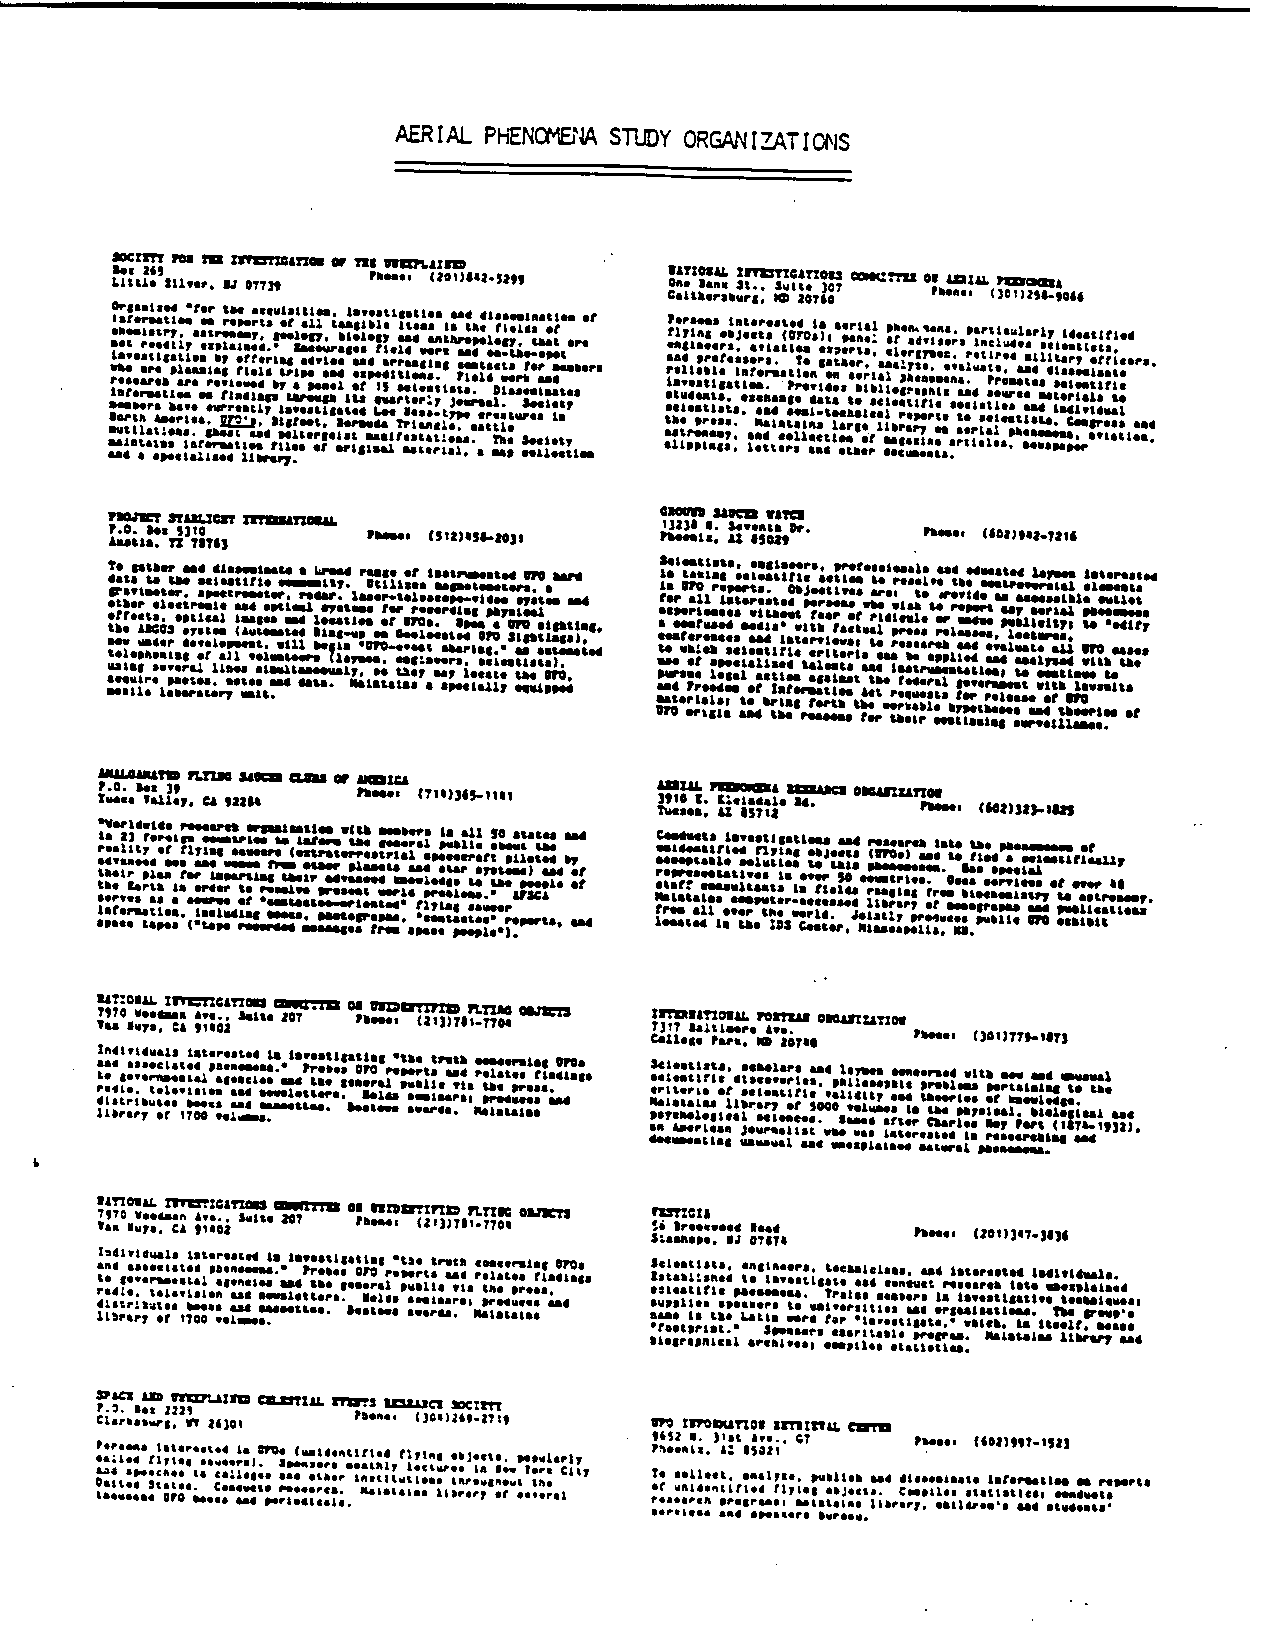 AERIAL PHENOMENA STUDY ORGANIZATIONS
SOCIETY FOR THE INVESTIGATION OF THE UNEXPLAINED
Box 265 Phone: (201)842-5299
Little Silver, NJ 07739
Organized "for the acquisition, investigation and dissemination of
information on reports of all tangible items in the fields of
chemistry, astronomy, geology, biology and anthropology, that are
not readily explained." Encourages field work and on-the-spot
investigation by offering advice and arranging contacts for members
who are planning field trips and expeditions. Field work and
research are reviewed by a panel of 15 scientists. Disseminates
information on findings through its quarterly journal. Society
members have currently investigated Loc Ness-type creatures in
North America, UFO's, Bigfoot, Bermuda Triangle, cattle
mutilations, ghost and poltergeist manifestations. The Society
maintains information files of original material, a map collection
and a specialized library.
PROJECT STARLIGHT INTERNATIONAL
P.O. Box 5310 Phone: (512)458-2031
Austin, TX 78763
To gather and disseminate a broad range of instrumented UFO hard
data to the scientific community. Utilizes magnetometers, a
gravimeter, spectrometer, radar, laser-telescope-video system and
other electronic and optical systems for recording physical
effects, optical images and location of UFOs. Upon a UFO sighting,
the ARGOS system (Automated Ring-up on Geolocated UFO Sightings),
now under development, will begin "UFO-event sharing," an automated
telephoning of all volunteers (laymen, engineers, scientists),
using several lines simultaneously, so they may locate the UFO,
acquire photos, notes and data. Maintains a specially equipped
mobile laboratory unit.
AMALGAMATED FLYING SAUCER CLUBS OF AMERICA
P.O. Box 39 Phone: (714)365-1141
Yucca Valley, CA 92284
"Worldwide research organization with members in all 50 states and
in 23 foreign countries to inform the general public about the
reality of flying saucers (extraterrestrial spacecraft piloted by
advanced men and women from other planets and star systems) and of
their plan for imparting their advanced knowledge to the people of
the Earth in order to resolve present world problems." AFSCA
serves as a source of "contactee-oriented" flying saucer
information, including books, photographs, "contactee" reports, and
space tapes ("tape recorded messages from space people").
NATIONAL INVESTIGATIONS COMMITTEE ON UNIDENTIFIED FLYING OBJECTS
7970 Woodman Ave., Suite 207 Phone: (213)781-7704
Van Nuys, CA 91402
Individuals interested in investigating "the truth concerning UFOs
and associated phenomena." Probes UFO reports and relates findings
to governmental agencies and the general public via the press,
radio, television and newsletters. Holds seminars; produces and
distributes books and cassettes. Bestows awards. Maintains
library of 1700 volumes.
NATIONAL INVESTIGATIONS COMMITTEE ON UNIDENTIFIED FLYING OBJECTS
7970 Woodman Ave., Suite 207 Phone: (213)781-7704
Van Nuys, CA 91402
Individuals interested in investigating "the truth concerning UFOs
and associated phenomena." Probes UFO reports and relates findings
to governmental agencies and the general public via the press,
radio, television and newsletters. Holds seminars; produces and
distributes books and cassettes. Bestows awards. Maintains
library of 1700 volumes.
SPACE AND UNEXPLAINED CELESTIAL EVENTS RESEARCH SOCIETY
P.O. Box 2229 Phone: (304)269-2719
Clarksburg, WV 26301
Persons interested in UFOs (unidentified flying objects, popularly
called flying saucers). Sponsors monthly lectures in New York City
and speeches to colleges and other institutions throughout the
United States. Conducts research. Maintains library of several
thousand UFO books and periodicals.
NATIONAL INVESTIGATIONS COMMITTEE ON AERIAL PHENOMENA
One Bank St., Suite 307 Phone: (301)258-9066
Gaithersburg, MD 20760
Persons interested in aerial phenomena, particularly identified
flying objects (UFOs); panel of advisors includes scientists,
engineers, aviation experts, clergymen, retired military officers,
and professors. To gather, analyze, evaluate, and disseminate
reliable information on aerial phenomena. Promotes scientific
investigation. Provides bibliographis and source materials to
students, exchange data to scientific societies and individual
scientists, and semi-technical reports to scientists, Congress and
the press. Maintains large library on aerial phenomena, aviation,
astronomy, and collection of magazine articles, newspaper
clippings, letters and other documents.
GROUND SAUCER WATCH
13238 N. Seventh Dr. Phone: (602)942-7216
Phoenix, AZ 85029
Scientists, engineers, professionals and educated laymen interested
in taking scientific action to resolve the controversial elements
in UFO reports. Objectives are: to provide an accessible outlet
for all interested persons who wish to report any aerial phenomenon
experiences without fear of ridicule or undue publicity; to "edify
a confused media" with factual press releases, lectures,
conferences and interviews; to research and evaluate all UFO cases
to which scientific criteria can be applied and analyzed with the
use of specialized talents and instrumentation; to continue to
pursue legal action against the federal government with lawsuits
and Freedom of Information Act requests for release of UFO
materials; to bring forth the workable hypotheses and theories of
UFO origin and the reasons for their continuing surveillance.
AERIAL PHENOMENA RESEARCH ORGANIZATION
3910 E. Kleindale Rd. Phone: (602)323-1825
Tucson, AZ 85712
Conducts investigations and research into the phenomenon of
unidentified flying objects (UFOs) and to find a scientifically
acceptable solution to this phenomenon. Has special
representatives in over 50 countries. Uses services of over 40
staff consultants in fields ranging from biochemistry to astronomy.
Maintains computer-accessed library of monographs and publications
from all over the world. Jointly produces public UFO exhibit
located in the IDS Center, Minneapolis, MN.
INTERNATIONAL FORTEAN ORGANIZATION
7317 Baltimore Ave. Phone: (301)779-1873
College Park, MD 20740
Scientists, scholars and laymen concerned with new and unusual
scientific discoveries, philosophic problems pertaining to the
criteria of scientific validity and theories of knowledge.
Maintains library of 5000 volumes in the physical, biological and
psychological sciences. Named after Charles Hoy Fort (1874-1932),
an American journalist who was interested in researching and
documenting unusual and unexplained natural phenomena.
VESTIGIA
56 Brookwood Road Phone: (201)347-3836
Stanhope, NJ 07874
Scientists, engineers, technicians, and interested individuals.
Established to investigate and conduct research into unexplained
scientific phenomena. Trains members in investigative techniques;
supplies speakers to universities and organizations. The group's
name is the Latin word for "investigate," which, in itself, means
"footprint." Sponsors charitable program. Maintains library and
biographical archives; compiles statistics.
UFO INFORMATION RETRIEVAL CENTER
9652 N. 31st Ave., G7 Phone: (602)997-1523
Phoenix, AZ 85021
To collect, analyze, publish and disseminate information on reports
of unidentified flying objects. Compiles statistics; conducts
research programs; maintains library, children's and students'
services and speakers bureau.